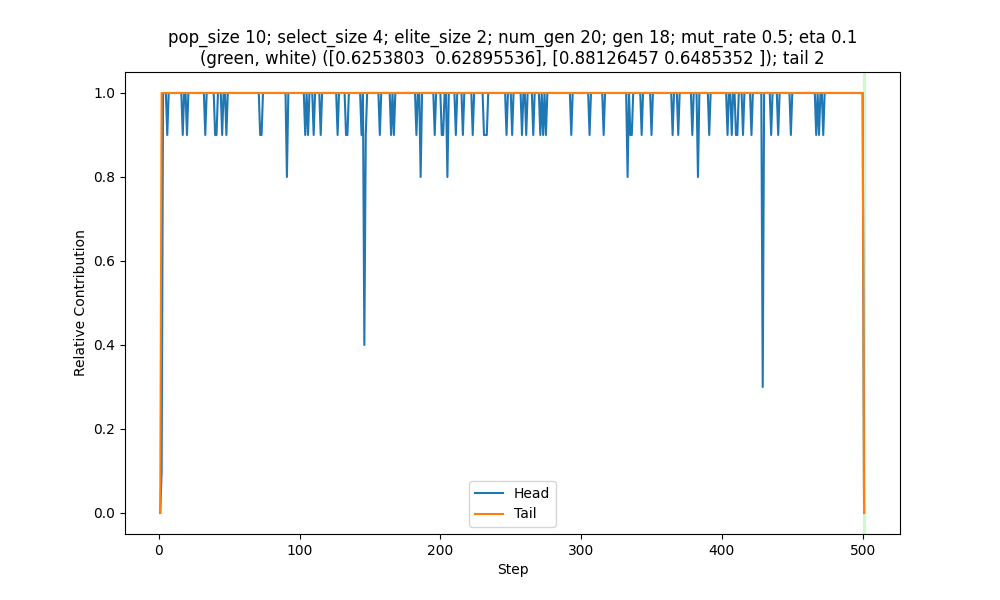 pop_size 10; select_size 4; elite_size 2; num_gen 20; gen 18; mut_rate 0.5; eta 0.1
(green, white) ([0.6253803  0.62895536], [0.88126457 0.6485352 ]); tail 2
1.0
0.8
0.6
0.4
0.2
0.0
Relative Contribution
Head
Tail
0
100
200
300
400
500
Step